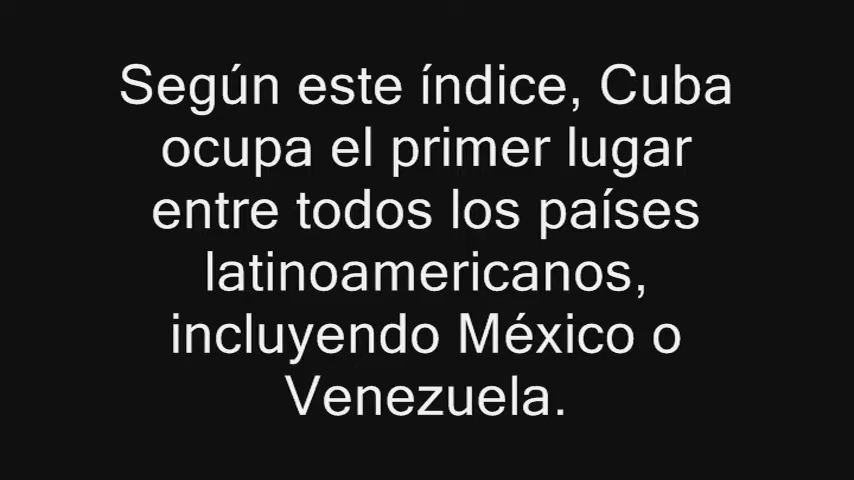 Según este índice, Cuba
ocupa el primer lugar
entre todos los países
latinoamericanos,
incluyendo México o
Venezuela.